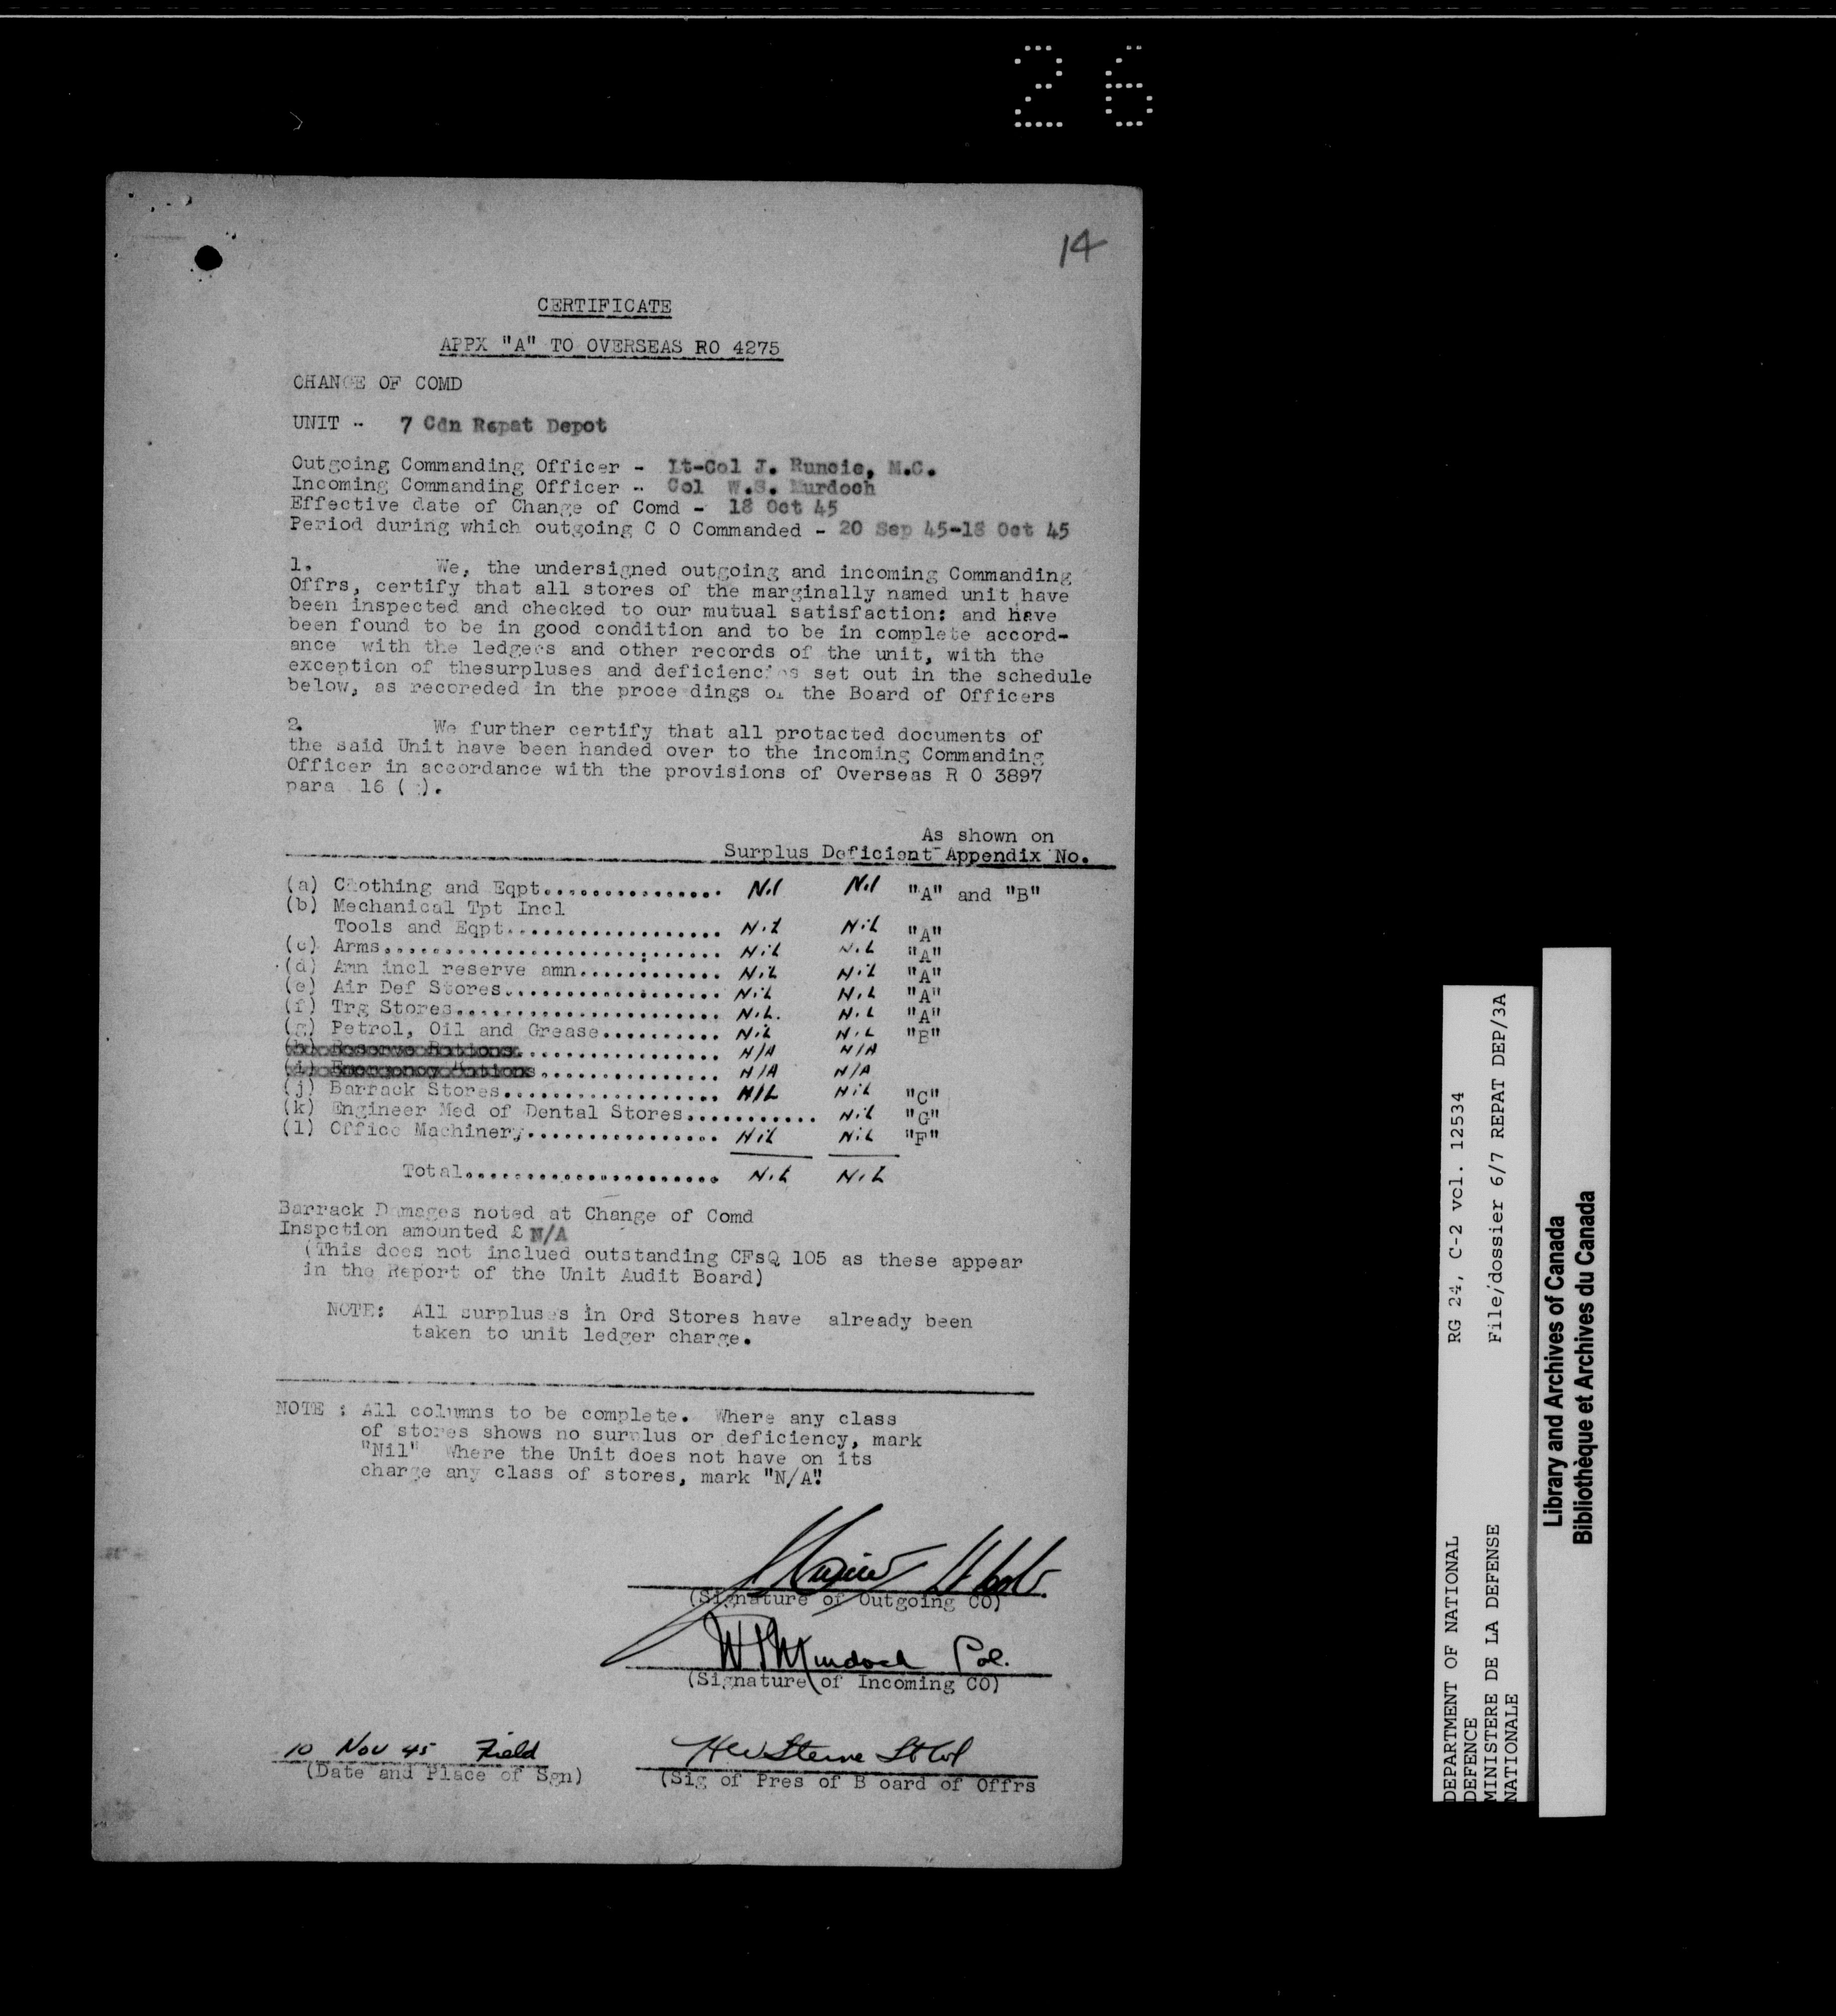 26
14
CERTIFICATE
APPX "A" TO OVERSEAS RO 4275
CHANGE OF COMD
UNIT - 7 Cdn Repat Depot
Outgoing Commanding Officer - Lt-Col J. Runcie, M.C.
Incoming Commanding Officer - Col W.S. Murdoch
Effective date of Change of Comd - 18 Oct 45
Period during which outgoing C O Commanded - 20 Sep 45-18 Oct 45
1. We, the undersigned outgoing and incoming Commanding
Offrs, certify that all stores of the marginally named unit have
been inspected and checked to our mutual satisfaction: and have
been found to be in good condition and to be in complete accord-
ance with the ledgers and other records of the unit, with the
exception of thesurpluses and deficiencies set out in the schedule
below, as recoreded in the proce dings of the Board of Officers
2. We further certify that all protacted documents of
the said Unit have been handed over to the incoming Commanding
Officer in accordance with the provisions of Overseas R O 3897
para 16 ( ).
As shown on
Surplus Deficient Appendix No.
(a) Clothing and Eqpt............... Nil Nil "A" and "B"
(b) Mechanical Tpt Incl
Tools and Eqpt.................. Nil Nil "A"
(c) Arms............................ Nil Nil "A"
(d) Amn incl reserve amn............ Nil Nil "A"
(e) Air Def Stores.................. Nil Nil "A"
(f) Trg Stores...................... Nil. Nil "A"
(g) Petrol, Oil and Grease.......... Nil Nil "B"
(h) Reserve Rations................. N/A N/A
(i) Emergency Rations............... N/A N/A
(j) Barrack Stores.................. NIL Nil "C"
(k) Engineer Med of Dental Stores........... Nil "G"
(l) Office Machinery................ Nil Nil "F"
Total...................... Nil Nil
Barrack Damages noted at Change of Comd
Inspction amounted £ N/A
(This does not inclued outstanding CFsQ 105 as these appear
in the Report of the Unit Audit Board)
NOTE: All surpluses in Ord Stores have already been
taken to unit ledger charge.
NOTE : All columns to be complete. Where any class
of stores shows no surplus or deficiency, mark
"Nil" Where the Unit does not have on its
charge any class of stores, mark "N/A".
(Signature of Outgoing CO)
WSMurdoch Col.
(Signature of Incoming CO)
10 Nov 45 Field
(Date and Place of Sgn)
HW Sterne Lt Col
(Sig of Pres of B oard of Offrs
DEPARTMENT OF NATIONAL RG 24, C-2 vol. 12534
DEFENCE
MINISTERE DE LA DEFENSE File/dossier 6/7 REPAT DEP/3A
NATIONALE
Library and Archives of Canada
Bibliothèque et Archives du Canada